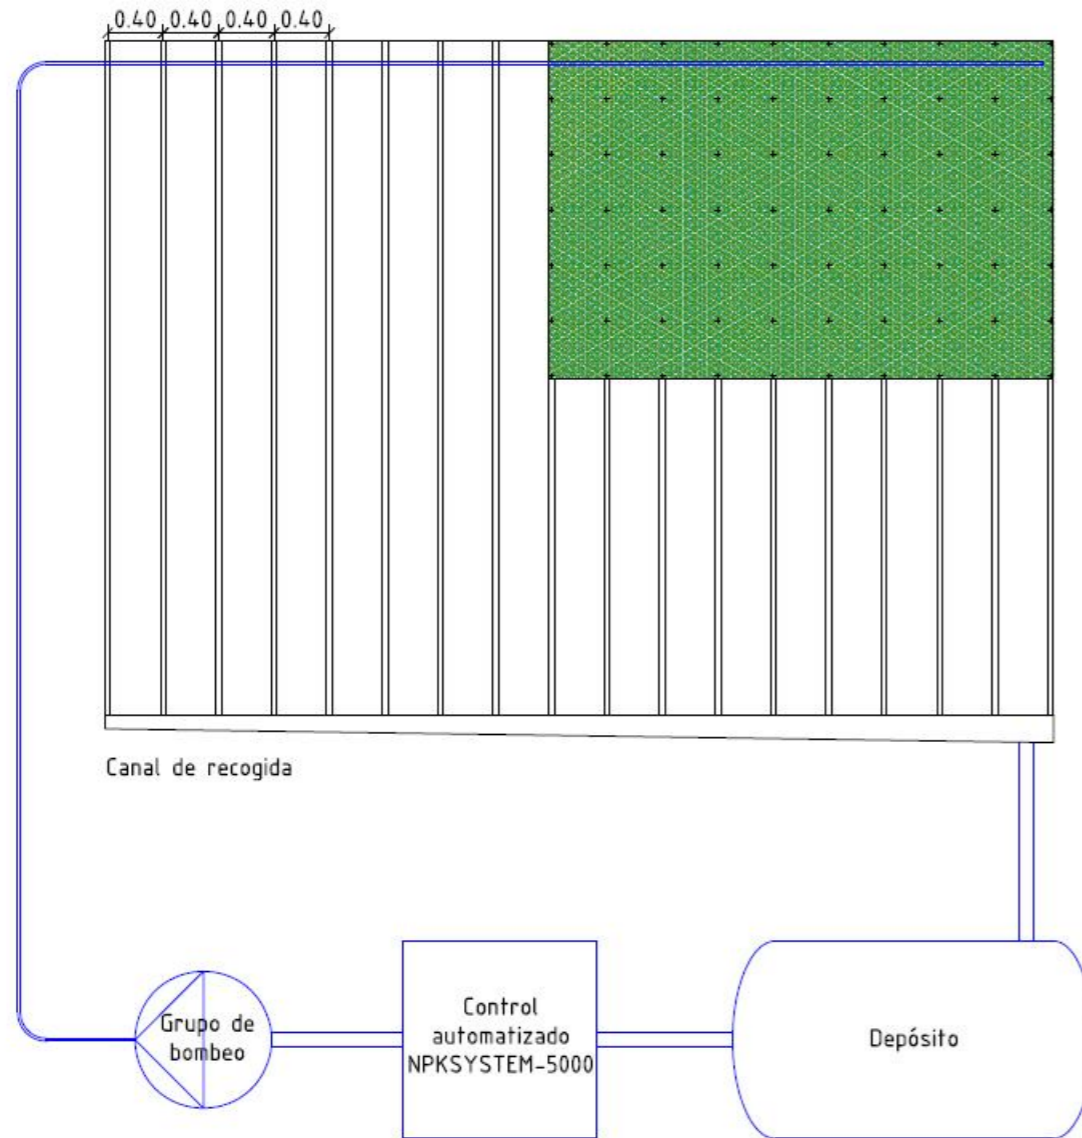 0.40 0.40 0.40 0.40
Canal de recogida
Grupo de
bombeo
Control
automatizado
NPKSYSTEM-5000
Depósito